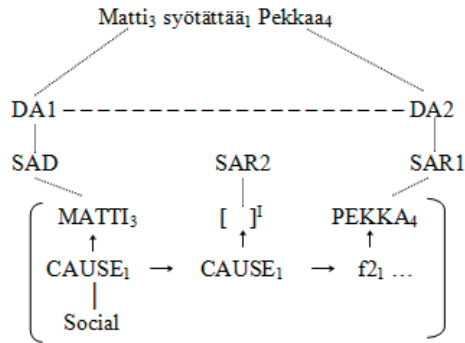 Matti₃ syötättää₁ Pekkaa₄
DA1 DA2
SAD SAR2 SAR1
MATTI₃ [ ]ᴵ PEKKA₄
↑ ↑ ↑
CAUSE₁ → CAUSE₁ → f2₁ …
Social